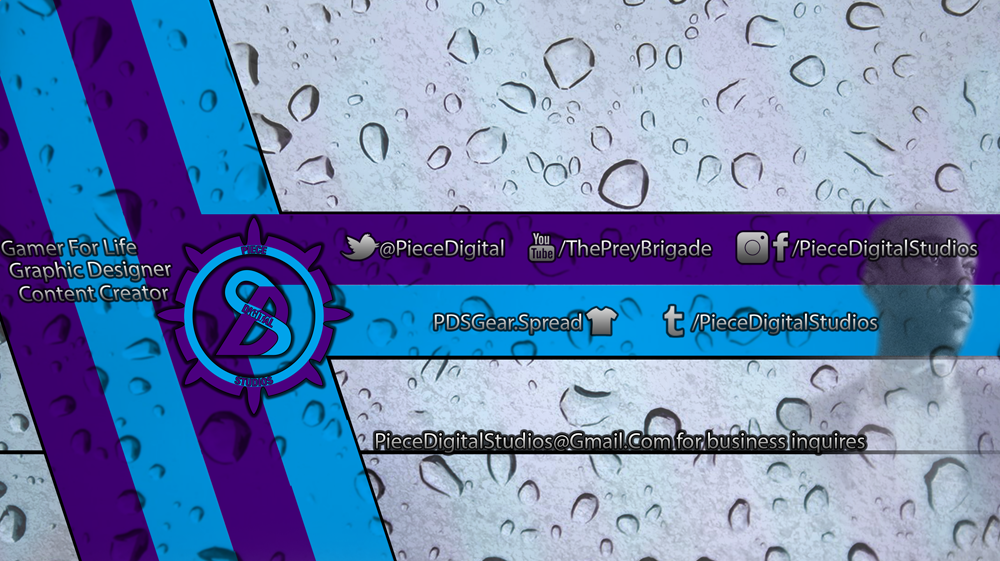 Gamer For Life
Graphic Designer
Content Creator
PIECE
DIGITAL
STUDIOS
@PieceDigital
You
Tube
/ThePreyBrigade
/PieceDigitalStudios
PDSGear.Spread
/PieceDigitalStudios
PieceDigitalStudios@Gmail.Com for business inquires